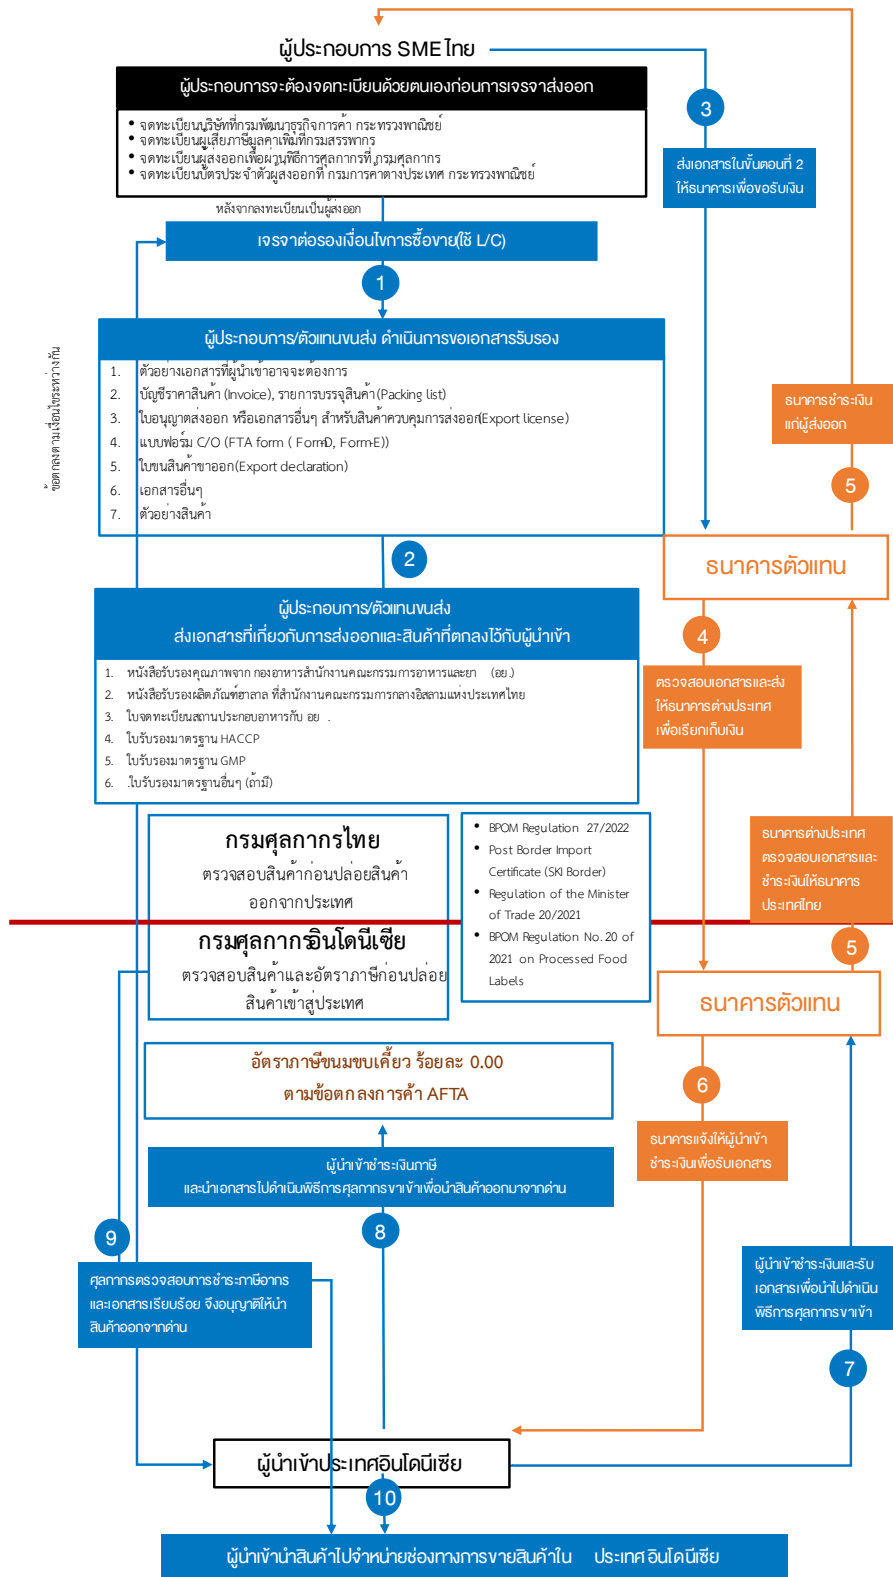 ผู้ประกอบการ SME ไทย
ผู้ประกอบการจะต้องจดทะเบียนด้วยตนเองก่อนการเจรจาส่งออก
• จดทะเบียนบริษัทที่กรมพัฒนาธุรกิจการค้า กระทรวงพาณิชย์
• จดทะเบียนผู้เสียภาษีมูลค่าเพิ่มที่กรมสรรพากร
• จดทะเบียนผู้ส่งออกเพื่อผ่านพิธีการศุลกากรที่ กรมศุลกากร
• จดทะเบียนบัตรประจำตัวผู้ส่งออกที่ กรมการค้าต่างประเทศ กระทรวงพาณิชย์
3
ส่งเอกสารในขั้นตอนที่ 2
ให้ธนาคารเพื่อขอรับเงิน
หลังจากลงทะเบียนเป็นผู้ส่งออก
เจรจาต่อรองเงื่อนไขการซื้อขาย(ใช้ L/C)
1
ข้อตกลงตามเงื่อนไขระหว่างกัน
ผู้ประกอบการ/ตัวแทนขนส่ง ดำเนินการขอเอกสารรับรอง
1. ตัวอย่างเอกสารที่ผู้นำเข้าอาจจะต้องการ
2. บัญชีราคาสินค้า (Invoice), รายการบรรจุสินค้า (Packing list)
3. ใบอนุญาตส่งออก หรือเอกสารอื่นๆ สำหรับสินค้าควบคุมการส่งออก(Export license)
4. แบบฟอร์ม C/O (FTA form ( Form-D, Form-E))
5. ใบขนสินค้าขาออก(Export declaration)
6. เอกสารอื่นๆ
7. ตัวอย่างสินค้า
ธนาคารชำระเงิน
แก่ผู้ส่งออก
5
2
ธนาคารตัวแทน
ผู้ประกอบการ/ตัวแทนขนส่ง
ส่งเอกสารที่เกี่ยวกับการส่งออกและสินค้าที่ตกลงไว้กับผู้นำเข้า
1. หนังสือรับรองคุณภาพจาก กองอาหารสำนักงานคณะกรรมการอาหารและยา (อย.)
2. หนังสือรับรองผลิตภัณฑ์ฮาลาล ที่สำนักงานคณะกรรมการกลางอิสลามแห่งประเทศไทย
3. ใบจดทะเบียนสถานประกอบอาหารกับ อย .
4. ใบรับรองมาตรฐาน HACCP
5. ใบรับรองมาตรฐาน GMP
6. .ใบรับรองมาตรฐานอื่นๆ (ถ้ามี)
4
ตรวจสอบเอกสารและส่ง
ให้ธนาคารต่างประเทศ
เพื่อเรียกเก็บเงิน
กรมศุลกากรไทย
ตรวจสอบสินค้าก่อนปล่อยสินค้า
ออกจากประเทศ
กรมศุลกากรอินโดนีเซีย
ตรวจสอบสินค้าและอัตราภาษีก่อนปล่อย
สินค้าเข้าสู่ประเทศ
• BPOM Regulation 27/2022
• Post Border Import
Certificate (SKI Border)
• Regulation of the Minister
of Trade 20/2021
• BPOM Regulation No. 20 of
2021 on Processed Food
Labels
ธนาคารต่างประเทศ
ตรวจสอบเอกสารและ
ชำระเงินให้ธนาคาร
ประเทศไทย
5
ธนาคารตัวแทน
อัตราภาษีขนมขบเคี้ยว ร้อยละ 0.00
ตามข้อตกลงการค้า AFTA
6
ธนาคารแจ้งให้ผู้นำเข้า
ชำระเงินเพื่อรับเอกสาร
ผู้นำเข้าชำระเงินภาษี
และนำเอกสารไปดำเนินพิธีการศุลกากรขาเข้าเพื่อนำสินค้าออกมาจากด่าน
9
8
ศุลกากรตรวจสอบการชำระภาษีอากร
และเอกสารเรียบร้อย จึงอนุญาติให้นำ
สินค้าออกจากด่าน
ผู้นำเข้าชำระเงินและรับ
เอกสารเพื่อนำไปดำเนิน
พิธีการศุลกากรขาเข้า
7
ผู้นำเข้าประเทศอินโดนีเซีย
10
ผู้นำเข้านำสินค้าไปจำหน่ายช่องทางการขายสินค้าใน ประเทศอินโดนีเซีย